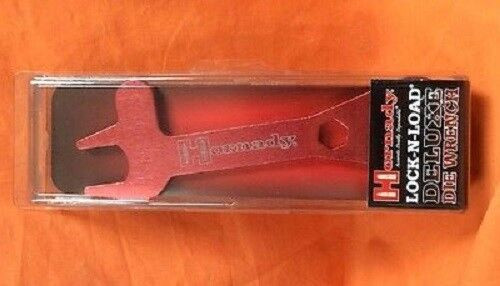 Hornady
Hornady
LOCK-N-LOAD®
DELUXE
DIE WRENCH